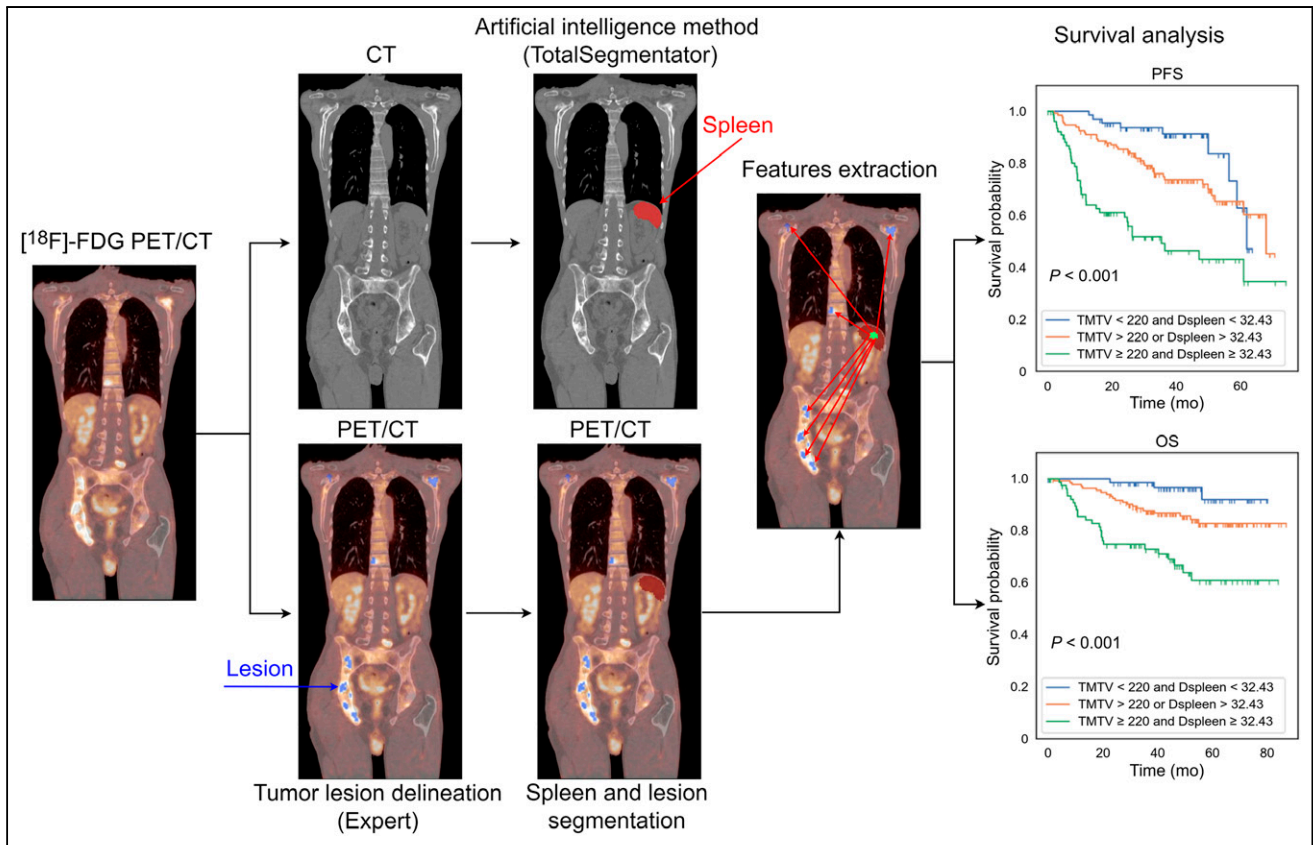 [¹⁸F]-FDG PET/CT
CT
Artificial intelligence method
(TotalSegmentator)
Spleen
PET/CT
Lesion
Tumor lesion delineation
(Expert)
PET/CT
Spleen and lesion
segmentation
Features extraction
Survival analysis
PFS
Survival probability
1.0
0.8
0.6
0.4
0.2
0
P < 0.001
TMTV < 220 and Dspleen < 32.43
TMTV > 220 or Dspleen > 32.43
TMTV ≥ 220 and Dspleen ≥ 32.43
0 20 40 60
Time (mo)
OS
Survival probability
1.0
0.8
0.6
0.4
0.2
0
P < 0.001
TMTV < 220 and Dspleen < 32.43
TMTV > 220 or Dspleen > 32.43
TMTV ≥ 220 and Dspleen ≥ 32.43
0 20 40 60 80
Time (mo)